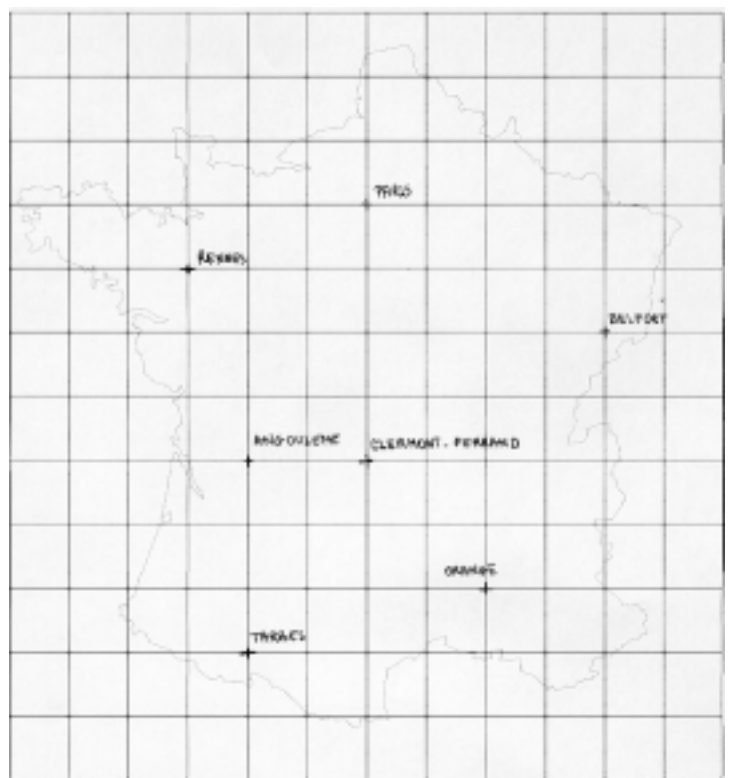 PARIS
RENNES
BELFORT
ANGOULEME
CLERMONT-FERRAND
ORANGE
TARBES